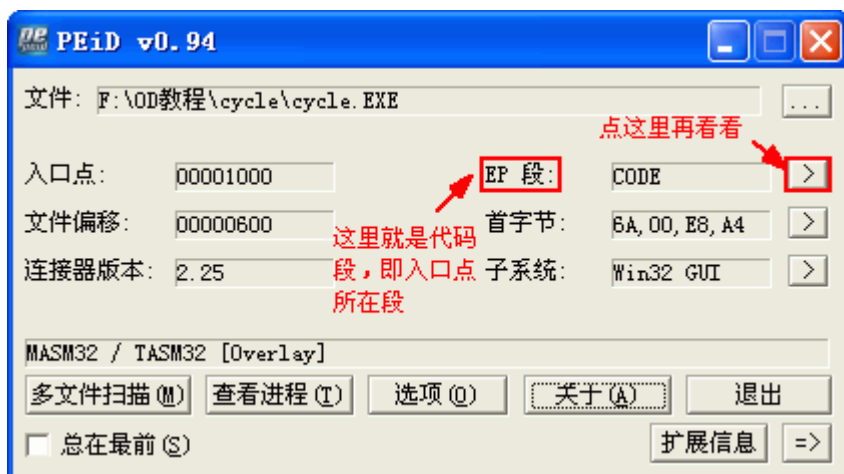 PEiD v0.94
文件: F:\OD教程\cycle\cycle.EXE ...
点这里再看看
入口点: 00001000 EP 段: CODE >
文件偏移: 00000600 首字节: 6A,00,E8,A4 >
这里就是代码
连接器版本: 2.25 段，即入口点 子系统: Win32 GUI >
所在段
MASM32 / TASM32 [Overlay]
多文件扫描(M) 查看进程(T) 选项(O) 关于(A) 退出
总在最前(S) 扩展信息 =>